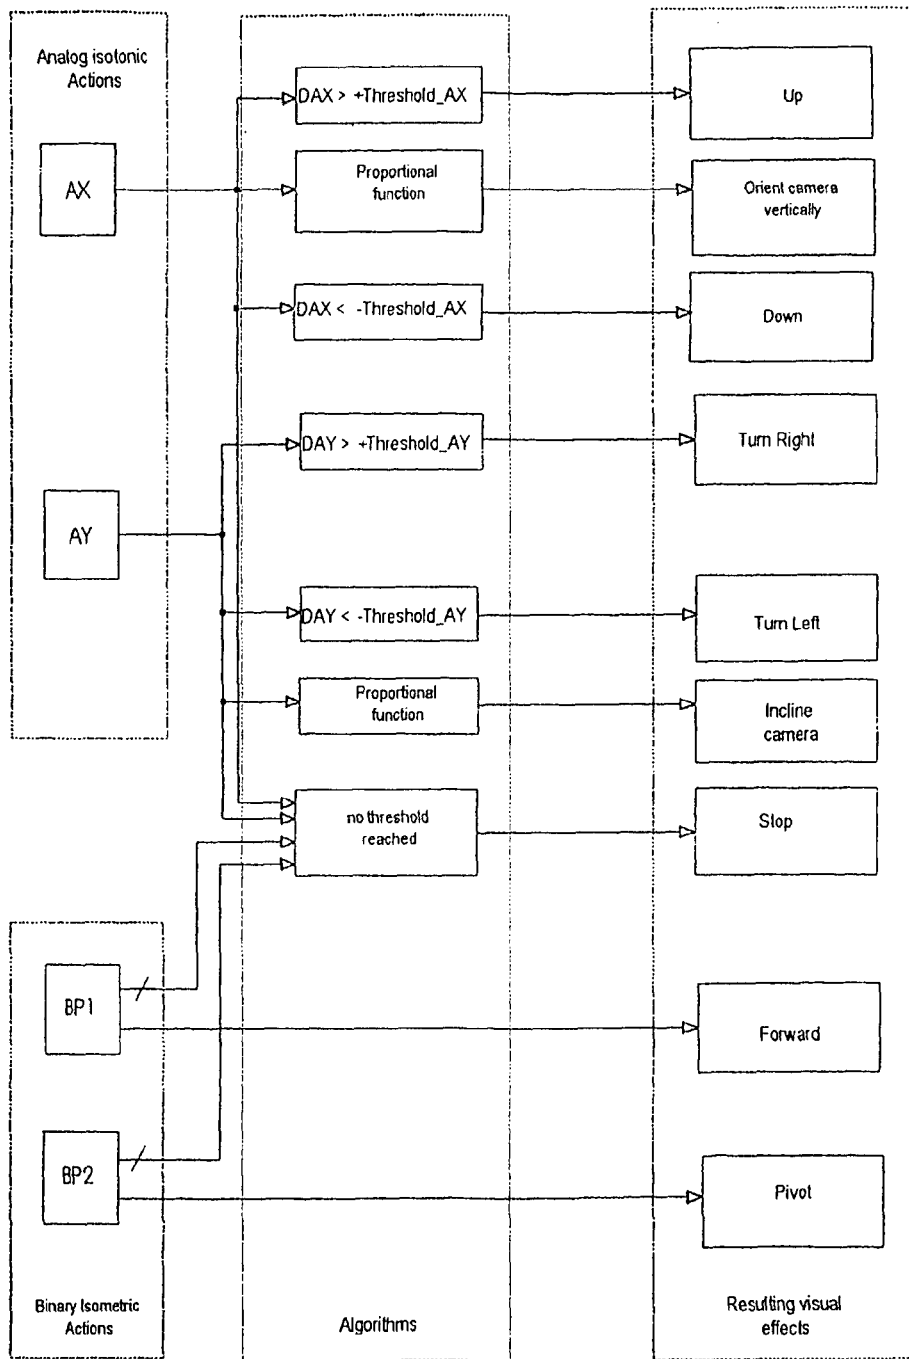 Analog isotonic
Actions
AX
AY
BP1
BP2
Binary Isometric
Actions
DAX > +Threshold_AX
Proportional
function
DAX < -Threshold_AX
DAY > +Threshold_AY
DAY < -Threshold_AY
Proportional
function
no threshold
reached
Algorithms
Up
Orient camera
vertically
Down
Turn Right
Turn Left
Incline
camera
Stop
Forward
Pivot
Resulting visual
effects